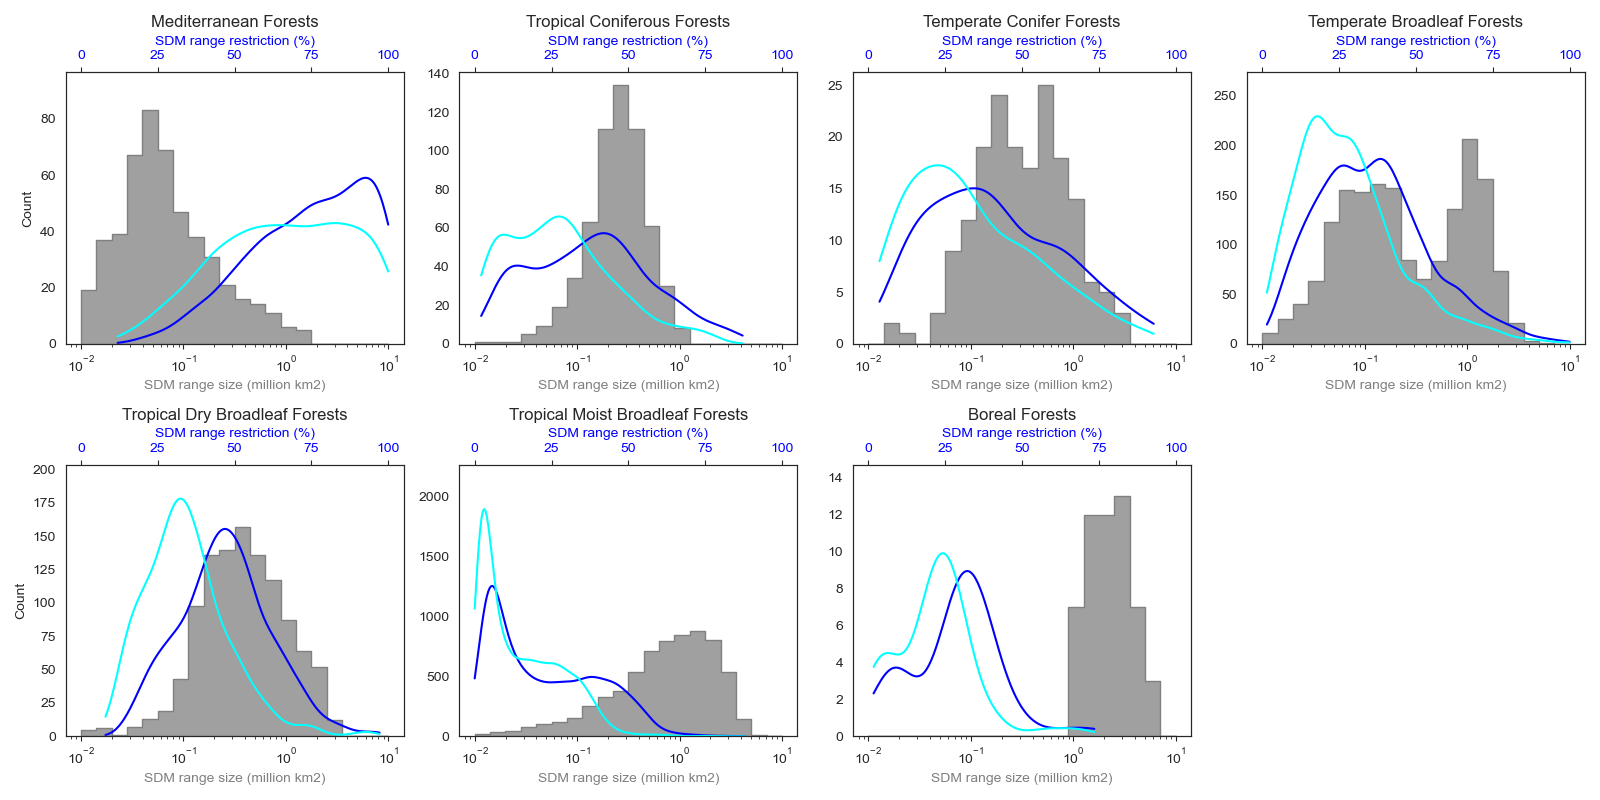 Mediterranean Forests
SDM range restriction (%)
0 25 50 75 100
Count
80
60
40
20
0
10⁻² 10⁻¹ 10⁰ 10¹
SDM range size (million km2)
Tropical Coniferous Forests
SDM range restriction (%)
0 25 50 75 100
140
120
100
80
60
40
20
0
10⁻² 10⁻¹ 10⁰ 10¹
SDM range size (million km2)
Temperate Conifer Forests
SDM range restriction (%)
0 25 50 75 100
25
20
15
10
5
0
10⁻² 10⁻¹ 10⁰ 10¹
SDM range size (million km2)
Temperate Broadleaf Forests
SDM range restriction (%)
0 25 50 75 100
250
200
150
100
50
0
10⁻² 10⁻¹ 10⁰ 10¹
SDM range size (million km2)
Tropical Dry Broadleaf Forests
SDM range restriction (%)
0 25 50 75 100
Count
200
175
150
125
100
75
50
25
0
10⁻² 10⁻¹ 10⁰ 10¹
SDM range size (million km2)
Tropical Moist Broadleaf Forests
SDM range restriction (%)
0 25 50 75 100
2000
1500
1000
500
0
10⁻² 10⁻¹ 10⁰ 10¹
SDM range size (million km2)
Boreal Forests
SDM range restriction (%)
0 25 50 75 100
14
12
10
8
6
4
2
0
10⁻² 10⁻¹ 10⁰ 10¹
SDM range size (million km2)